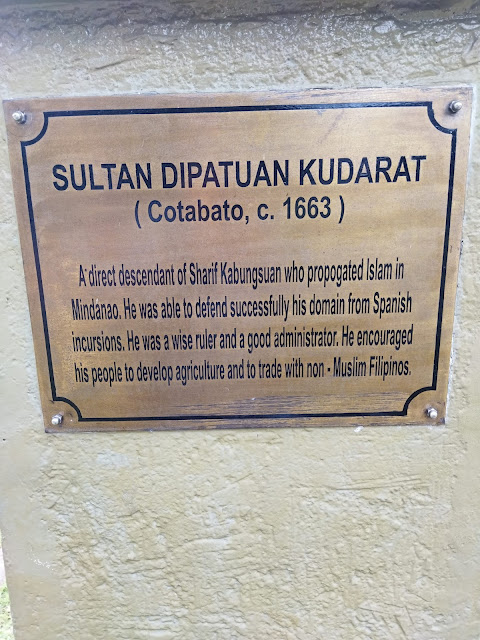 SULTAN DIPATUAN KUDARAT
( Cotabato, c. 1663 )
A direct descendant of Sharif Kabungsuan who propogated Islam in
Mindanao. He was able to defend successfully his domain from Spanish
incursions. He was a wise ruler and a good administrator. He encouraged
his people to develop agriculture and to trade with non - Muslim Filipinos.